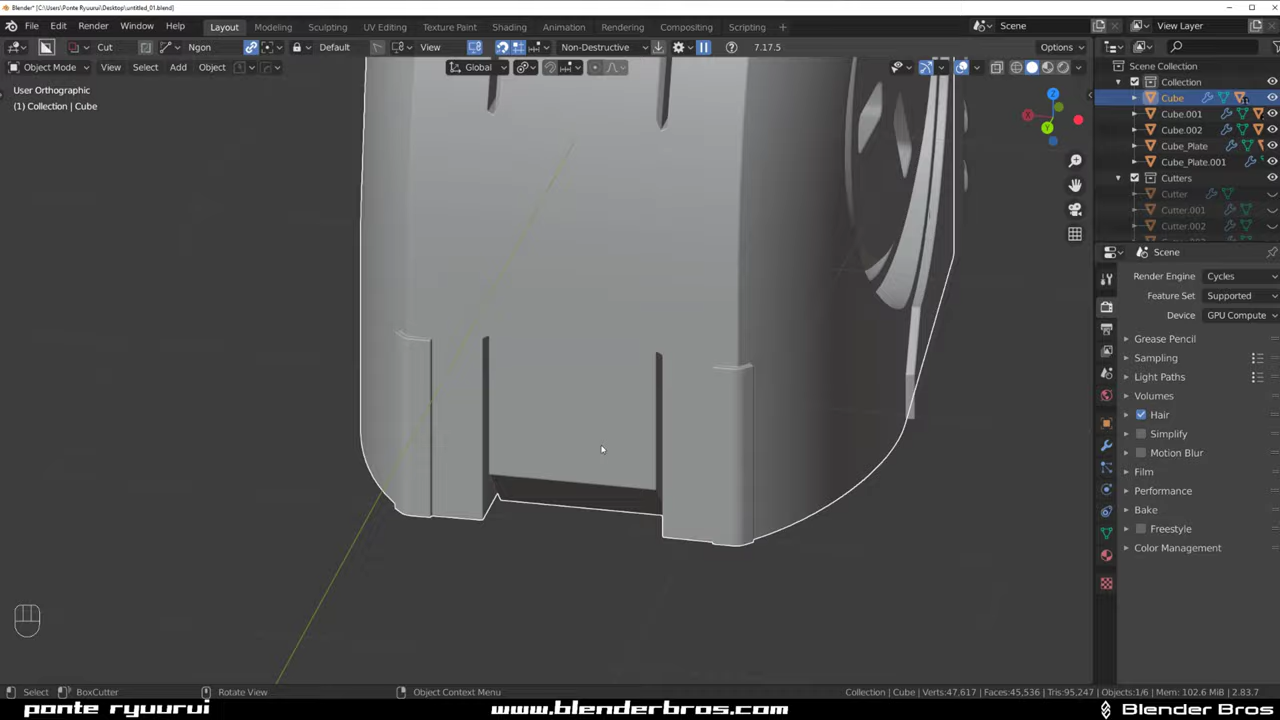 Blender* [C:\Users\Ponte Ryuurui\Desktop\untitled_01.blend]
File Edit Render Window Help Layout Modeling Sculpting UV Editing Texture Paint Shading Animation Rendering Compositing Scripting Scene View Layer
Cut Ngon Default View Non-Destructive 7.17.5 Options
Object Mode View Select Add Object Global
User Orthographic
(1) Collection | Cube
Scene Collection
Collection
Cube
Cube.001
Cube.002
Cube_Plate
Cube_Plate.001
Cutters
Cutter
Cutter.001
Cutter.002
X
Y
Z
Scene
Render Engine Cycles
Feature Set Supported
Device GPU Compute
Grease Pencil
Sampling
Light Paths
Volumes
Hair
Simplify
Motion Blur
Film
Performance
Bake
Freestyle
Color Management
Select BoxCutter Rotate View Object Context Menu Collection | Cube | Verts:47,617 | Faces:45,536 | Tris:95,247 | Objects:1/6 | Mem: 102.6 MiB | 2.83.7
ponte ryuurui www.blenderbros.com Blender Bros